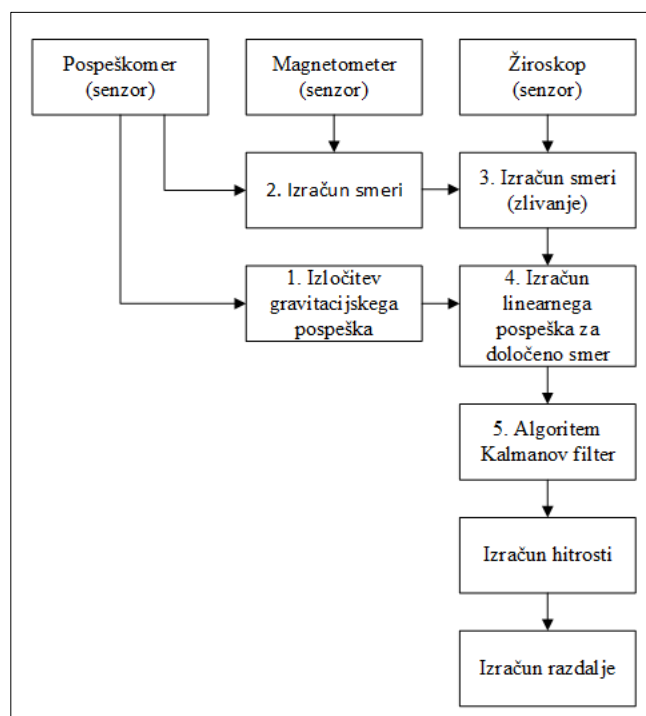 Pospeškomer
(senzor)
Magnetometer
(senzor)
Žiroskop
(senzor)
2. Izračun smeri
3. Izračun smeri
(zlivanje)
1. Izločitev
gravitacijskega
pospeška
4. Izračun
linearnega
pospeška za
določeno smer
5. Algoritem
Kalmanov filter
Izračun hitrosti
Izračun razdalje